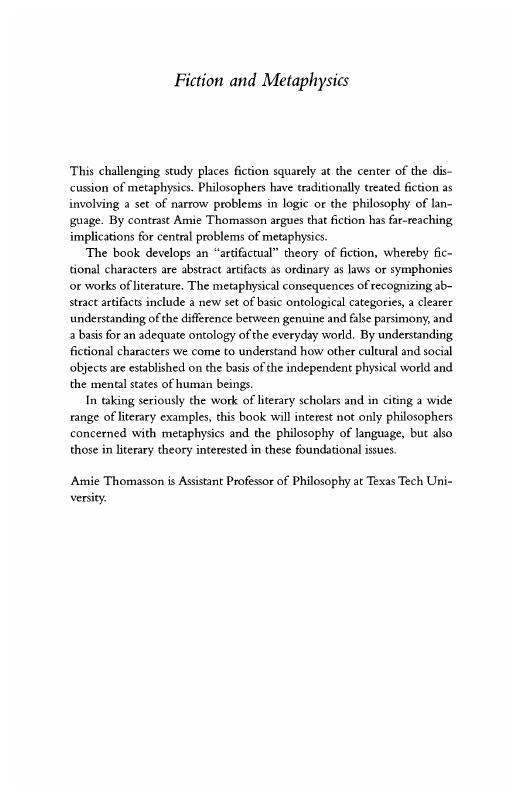 Fiction and Metaphysics
This challenging study places fiction squarely at the center of the dis-
cussion of metaphysics. Philosophers have traditionally treated fiction as
involving a set of narrow problems in logic or the philosophy of lan-
guage. By contrast Amie Thomasson argues that fiction has far-reaching
implications for central problems of metaphysics.
The book develops an “artifactual” theory of fiction, whereby fic-
tional characters are abstract artifacts as ordinary as laws or symphonies
or works of literature. The metaphysical consequences of recognizing ab-
stract artifacts include a new set of basic ontological categories, a clearer
understanding of the difference between genuine and false parsimony, and
a basis for an adequate ontology of the everyday world. By understanding
fictional characters we come to understand how other cultural and social
objects are established on the basis of the independent physical world and
the mental states of human beings.
In taking seriously the work of literary scholars and in citing a wide
range of literary examples, this book will interest not only philosophers
concerned with metaphysics and the philosophy of language, but also
those in literary theory interested in these foundational issues.
Amie Thomasson is Assistant Professor of Philosophy at Texas Tech Uni-
versity.